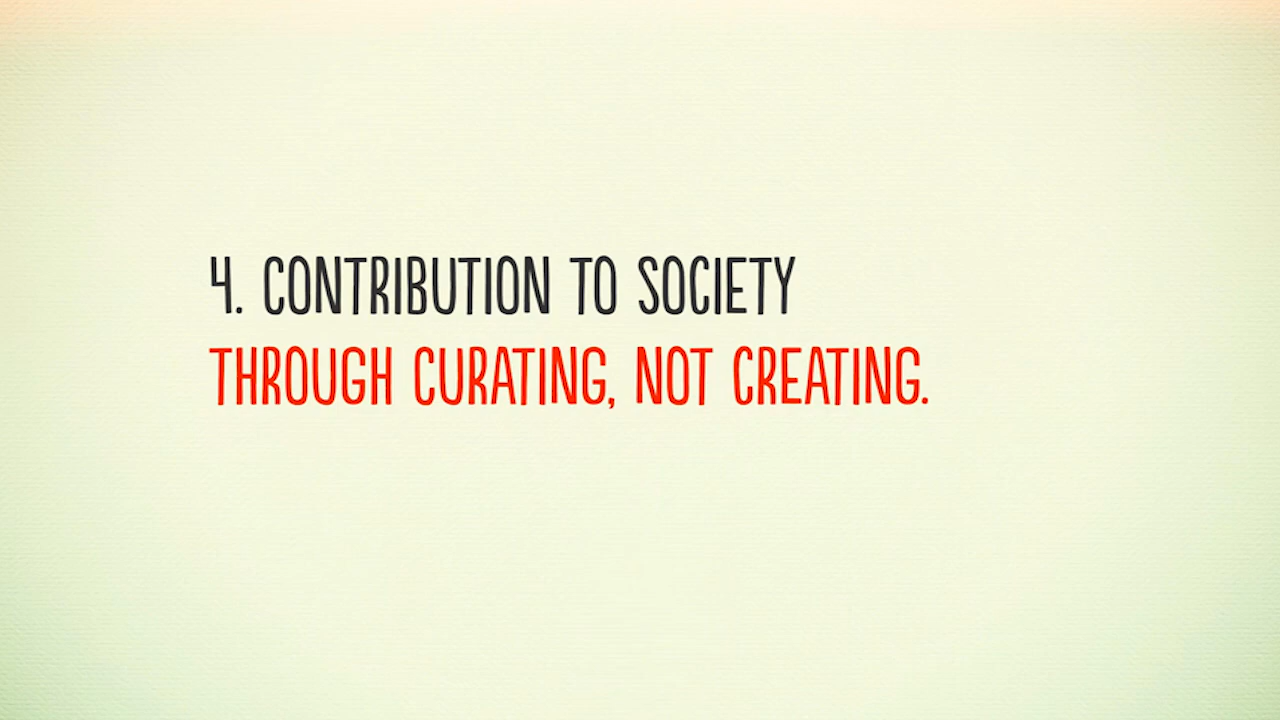 4. CONTRIBUTION TO SOCIETY
THROUGH CURATING, NOT CREATING.